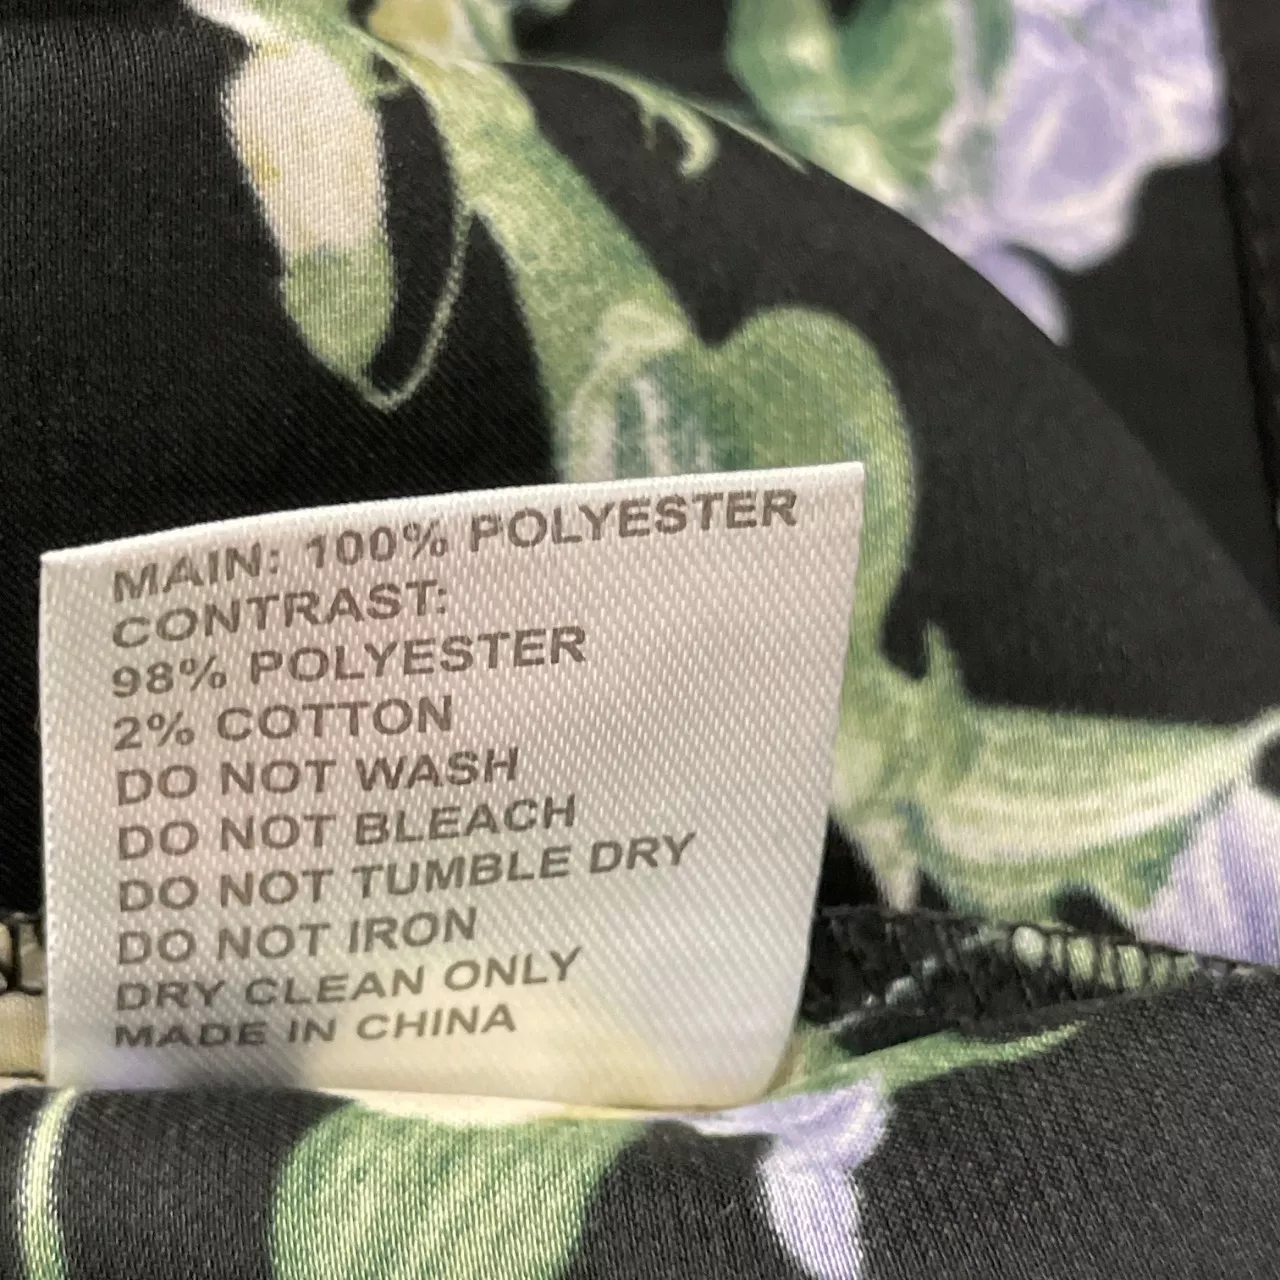 MAIN: 100% POLYESTER
CONTRAST:
98% POLYESTER
2% COTTON
DO NOT WASH
DO NOT BLEACH
DO NOT TUMBLE DRY
DO NOT IRON
DRY CLEAN ONLY
MADE IN CHINA